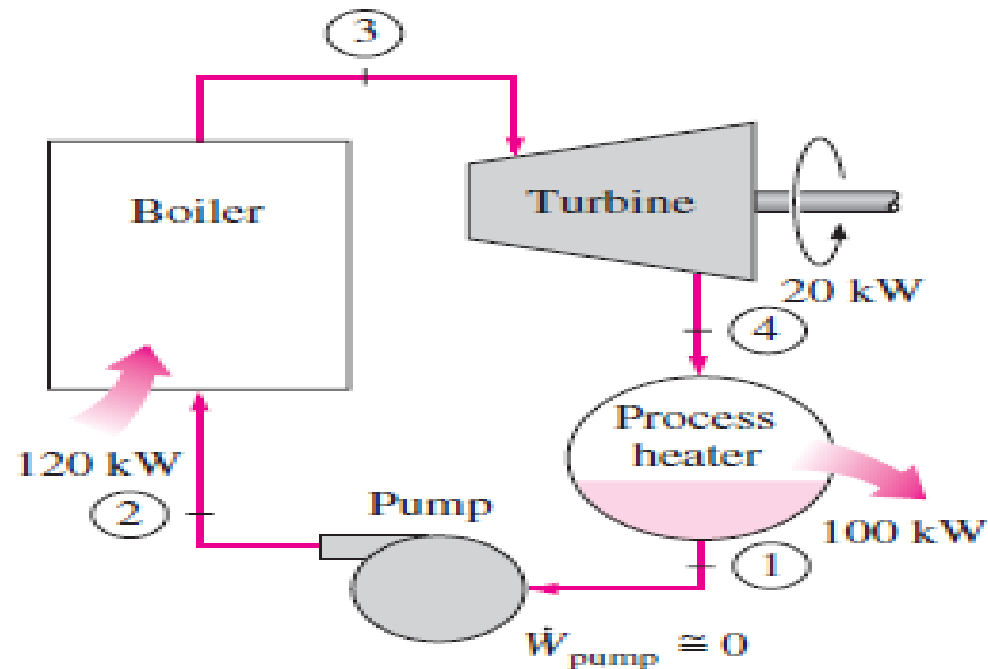 3
Boiler
Turbine
20 kW
4
Process
heater
120 kW
2
Pump
100 kW
1
Ẇpump ≅ 0